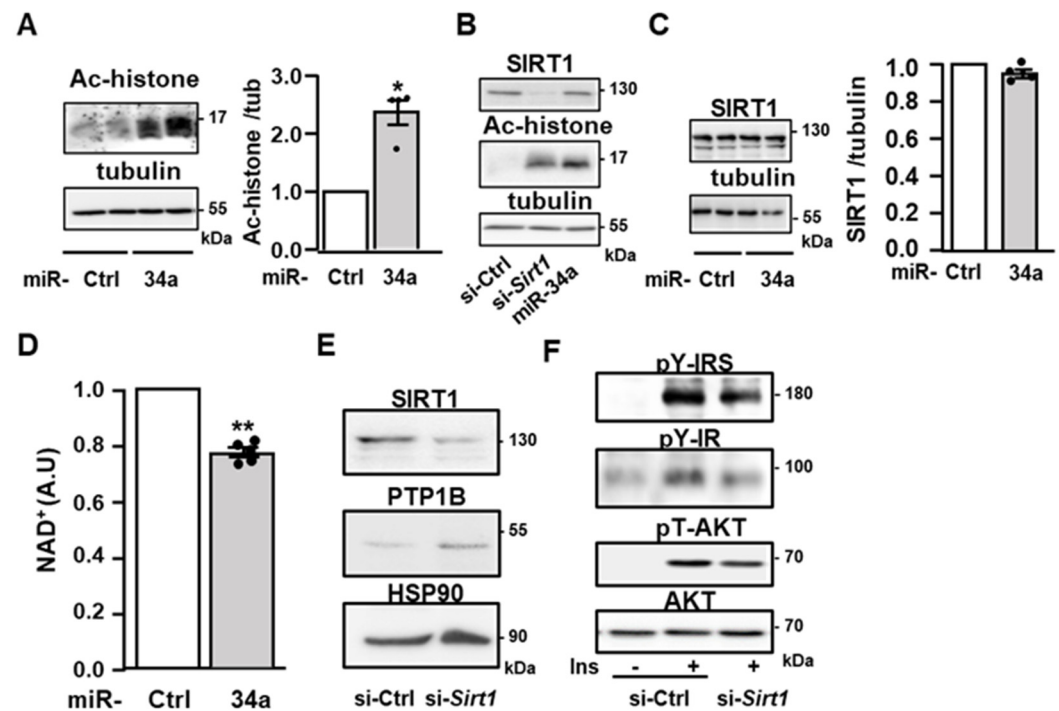 A
Ac-histone
17
tubulin
55
kDa
miR- Ctrl 34a
Ac-histone /tub
3.0
2.0
1.0
0.0
*
miR- Ctrl 34a
B
SIRT1
130
Ac-histone
17
tubulin
55
kDa
si-Ctrl
si-Sirt1
miR-34a
C
SIRT1
130
tubulin
55
kDa
miR- Ctrl 34a
SIRT1 /tubulin
1.0
0.8
0.6
0.4
0.2
0.0
miR- Ctrl 34a
D
NAD+ (A.U)
1.0
0.8
0.6
0.4
0.2
0.0
**
miR- Ctrl 34a
E
SIRT1
130
PTP1B
55
HSP90
90
kDa
si-Ctrl si-Sirt1
F
pY-IRS
180
pY-IR
100
pT-AKT
70
AKT
70
Ins - + + kDa
si-Ctrl si-Sirt1